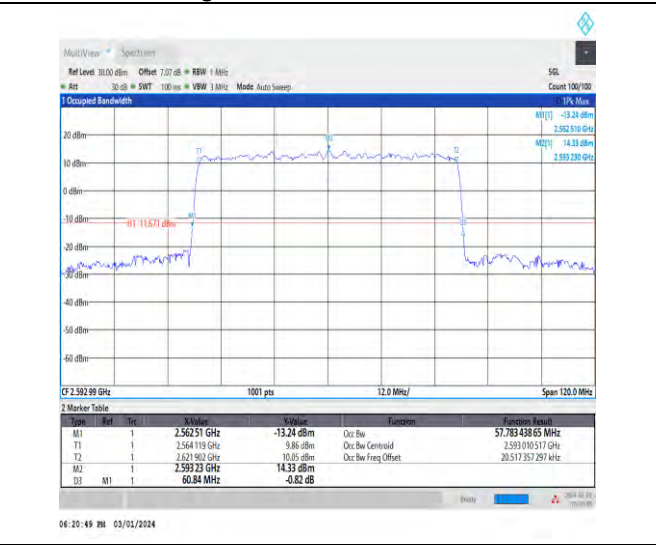 MultiView Spectrum
Ref Level 30.00 dBm Offset 7.07 dB RBW 1 MHz SGL
Att 30 dB SWT 100 ms VBW 3 MHz Mode Auto Sweep Count 100/100
1 Occupied Bandwidth 1Pk Max
M1[1] -13.24 dBm
2.562 510 GHz
M2[1] 14.33 dBm
2.593 230 GHz
20 dBm
M2
T1 T2
10 dBm
0 dBm
-10 dBm
M1 D3
H1 -11.671 dBm
-20 dBm
-30 dBm
-40 dBm
-50 dBm
-60 dBm
CF 2.592 99 GHz 1001 pts 12.0 MHz/ Span 120.0 MHz
2 Marker Table
Type Ref Trc X-Value Y-Value Function Function Result
M1 1 2.562 51 GHz -13.24 dBm Occ Bw 57.783 438 65 MHz
T1 1 2.564 119 GHz 9.86 dBm Occ Bw Centroid 2.593 010 517 GHz
T2 1 2.621 902 GHz 10.05 dBm Occ Bw Freq Offset 20.517 357 297 kHz
M2 1 2.593 23 GHz 14.33 dBm
D3 M1 1 60.84 MHz -0.82 dB
06:20:49 PM 03/01/2024